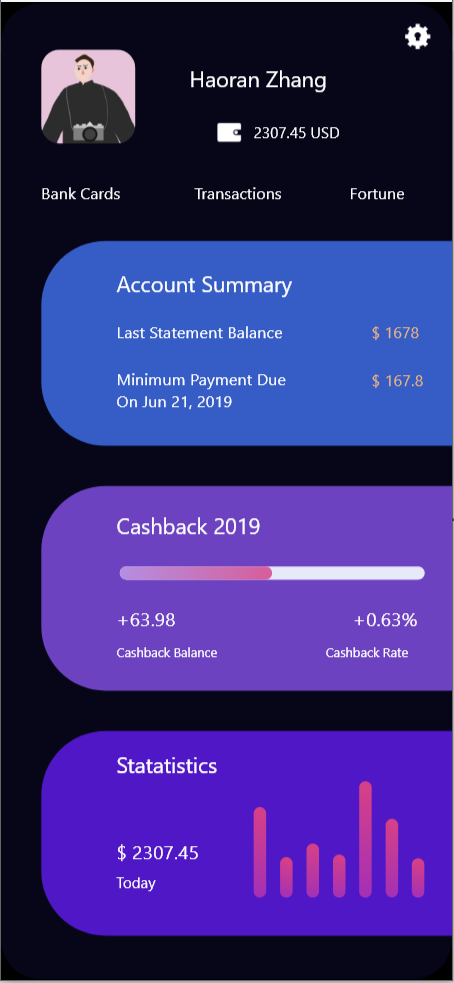 Haoran Zhang
2307.45 USD
Bank Cards
Transactions
Fortune
Account Summary
Last Statement Balance
$ 1678
Minimum Payment Due
On Jun 21, 2019
$ 167.8
Cashback 2019
+63.98
+0.63%
Cashback Balance
Cashback Rate
Statatistics
$ 2307.45
Today